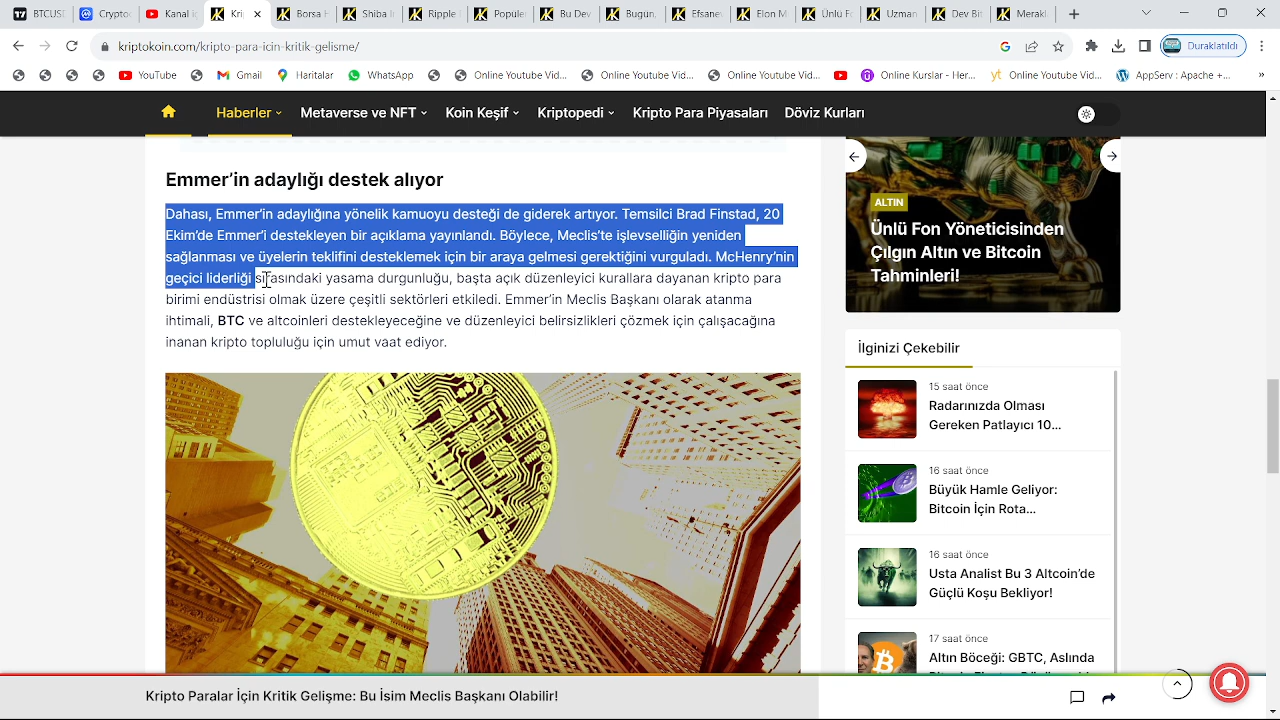 BTCUSD
Crypto
Kanal i
Kri
Borsa H
Shiba I
Ripple
Popüle
Bu Dev
Bugün,
Efsane
Elon M
Ünlü F
Uzman
Dev Bit
Merakl
kriptokoin.com/kripto-para-icin-kritik-gelisme/
Duraklatıldı
YouTube
Gmail
Haritalar
WhatsApp
Online Youtube Vid...
Online Youtube Vid...
Online Youtube Vid...
Online Kurslar - Her...
Online Youtube Vid...
AppServ : Apache +...
Haberler
Metaverse ve NFT
Koin Keşif
Kriptopedi
Kripto Para Piyasaları
Döviz Kurları
Emmer’in adaylığı destek alıyor
Dahası, Emmer’in adaylığına yönelik kamuoyu desteği de giderek artıyor. Temsilci Brad Finstad, 20
Ekim’de Emmer’i destekleyen bir açıklama yayınlandı. Böylece, Meclis’te işlevselliğin yeniden
sağlanması ve üyelerin teklifini desteklemek için bir araya gelmesi gerektiğini vurguladı. McHenry’nin
geçici liderliği sırasındaki yasama durgunluğu, başta açık düzenleyici kurallara dayanan kripto para
birimi endüstrisi olmak üzere çeşitli sektörleri etkiledi. Emmer’in Meclis Başkanı olarak atanma
ihtimali, BTC ve altcoinleri destekleyeceğine ve düzenleyici belirsizlikleri çözmek için çalışacağına
inanan kripto topluluğu için umut vaat ediyor.
ALTIN
Ünlü Fon Yöneticisinden
Çılgın Altın ve Bitcoin
Tahminleri!
İlginizi Çekebilir
15 saat önce
Radarınızda Olması
Gereken Patlayıcı 10...
16 saat önce
Büyük Hamle Geliyor:
Bitcoin İçin Rota...
16 saat önce
Usta Analist Bu 3 Altcoin’de
Güçlü Koşu Bekliyor!
17 saat önce
Altın Böceği: GBTC, Aslında
Kripto Paralar İçin Kritik Gelişme: Bu İsim Meclis Başkanı Olabilir!